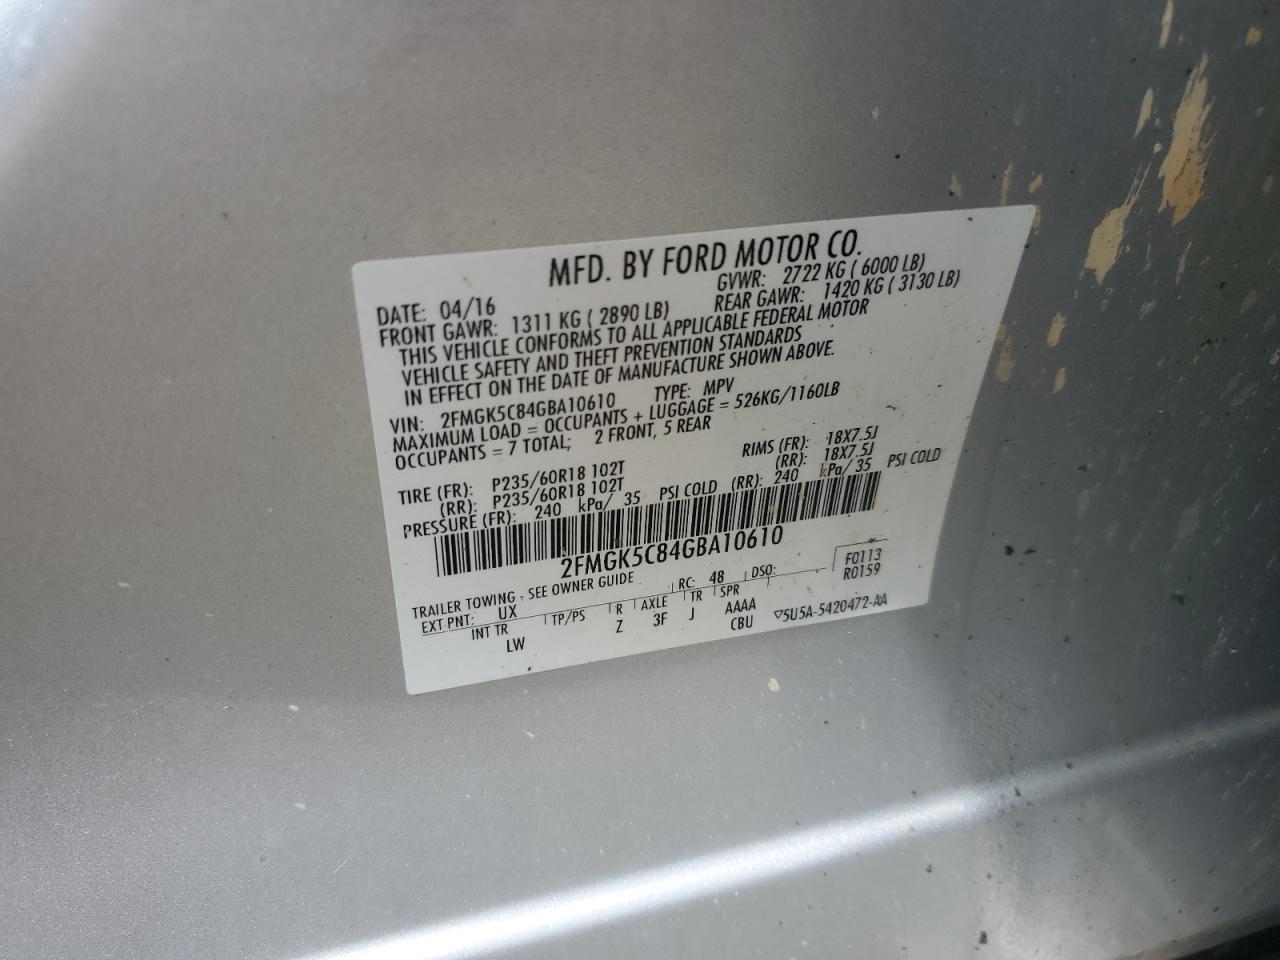 MFD. BY FORD MOTOR CO.
DATE: 04/16 GVWR: 2722 KG ( 6000 LB)
FRONT GAWR: 1311 KG ( 2890 LB) REAR GAWR: 1420 KG ( 3130 LB)
THIS VEHICLE CONFORMS TO ALL APPLICABLE FEDERAL MOTOR
VEHICLE SAFETY AND THEFT PREVENTION STANDARDS
IN EFFECT ON THE DATE OF MANUFACTURE SHOWN ABOVE.
VIN: 2FMGK5C84GBA10610 TYPE: MPV
MAXIMUM LOAD = OCCUPANTS + LUGGAGE = 526KG/1160LB
OCCUPANTS = 7 TOTAL; 2 FRONT, 5 REAR
TIRE (FR): P235/60R18 102T RIMS (FR): 18X7.5J
(RR): P235/60R18 102T (RR): 18X7.5J
PRESSURE (FR): 240 kPa/ 35 PSI COLD (RR): 240 kPa/ 35 PSI COLD
2FMGK5C84GBA10610
TRAILER TOWING - SEE OWNER GUIDE
EXT PNT: UX RC: 48 DSO: F0113
R0159
INT TR TP/PS R AXLE TR SPR
LW Z 3F J AAAA
CBU
▽5U5A-5420472-AA